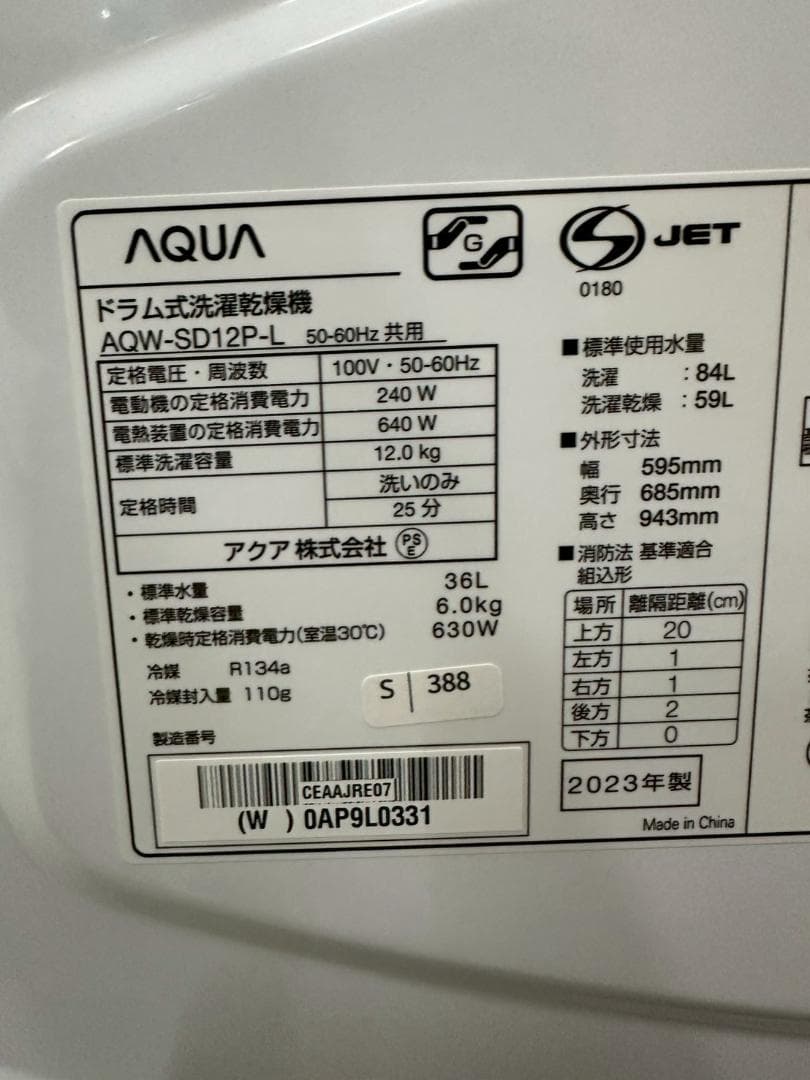 AQUA
G
JET
0180
ドラム式洗濯乾燥機
AQW-SD12P-L 50-60Hz 共用
定格電圧・周波数 100V・50-60Hz
電動機の定格消費電力 240 W
電熱装置の定格消費電力 640 W
標準洗濯容量 12.0 kg
定格時間 洗いのみ
25 分
アクア株式会社 PS
E
・標準水量 36L
・標準乾燥容量 6.0kg
・乾燥時定格消費電力(室温30℃) 630W
冷媒 R134a
冷媒封入量 110g
S 388
製造番号
CEAAJRE07
(W ) 0AP9L0331
■標準使用水量
洗濯 :84L
洗濯乾燥 :59L
■外形寸法
幅 595mm
奥行 685mm
高さ 943mm
■消防法 基準適合
組込形
場所 離隔距離(cm)
上方 20
左方 1
右方 1
後方 2
下方 0
2023年製
Made in China